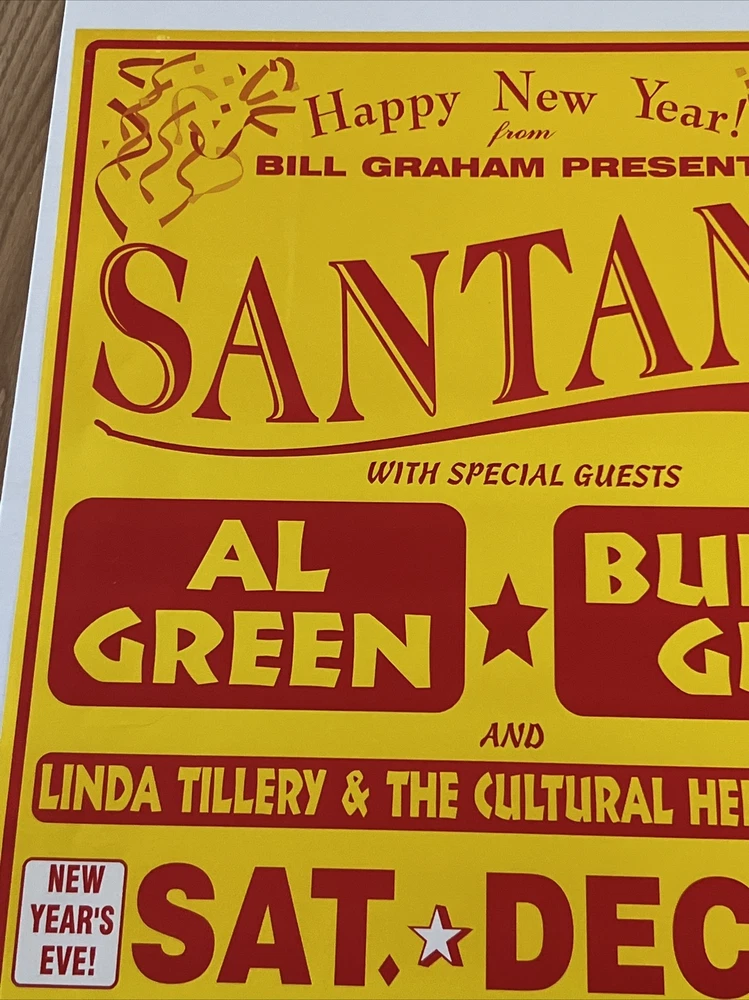 Happy New Year!
from
BILL GRAHAM PRESENT
SANTAN
WITH SPECIAL GUESTS
AL
GREEN
BU
G
AND
LINDA TILLERY & THE CULTURAL HE
NEW
YEAR'S
EVE!
SAT. DEC